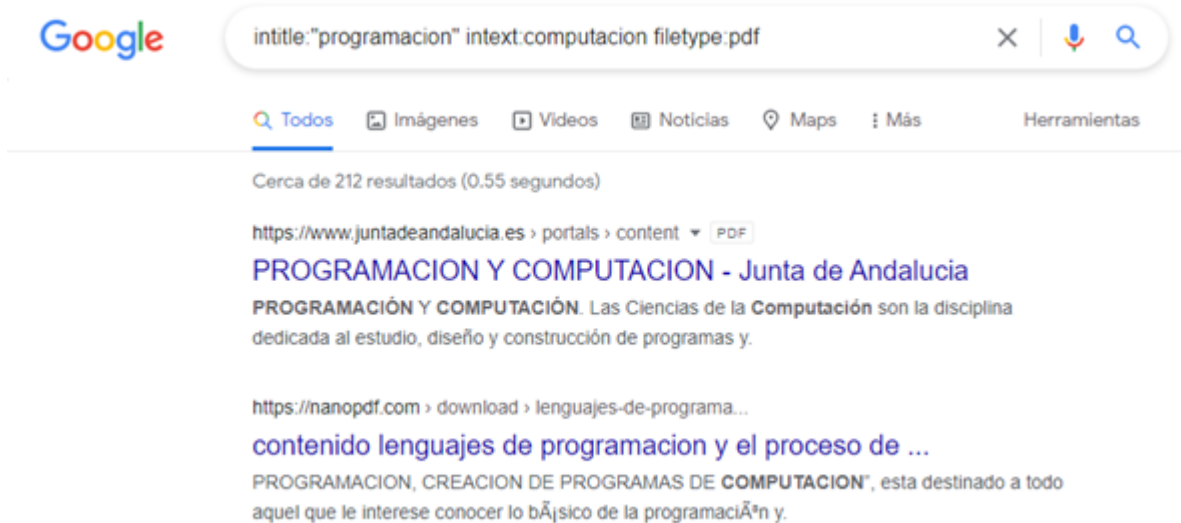 Google
intitle:"programacion" intext:computacion filetype:pdf
Todos Imágenes Videos Noticias Maps Más Herramientas
Cerca de 212 resultados (0.55 segundos)
https://www.juntadeandalucia.es › portals › content PDF
PROGRAMACION Y COMPUTACION - Junta de Andalucia
PROGRAMACIÓN Y COMPUTACIÓN. Las Ciencias de la Computación son la disciplina
dedicada al estudio, diseño y construcción de programas y.
https://nanopdf.com › download › lenguajes-de-programa...
contenido lenguajes de programacion y el proceso de ...
PROGRAMACION, CREACION DE PROGRAMAS DE COMPUTACION", esta destinado a todo
aquel que le interese conocer lo bÃ¡sico de la programaciÃªn y.